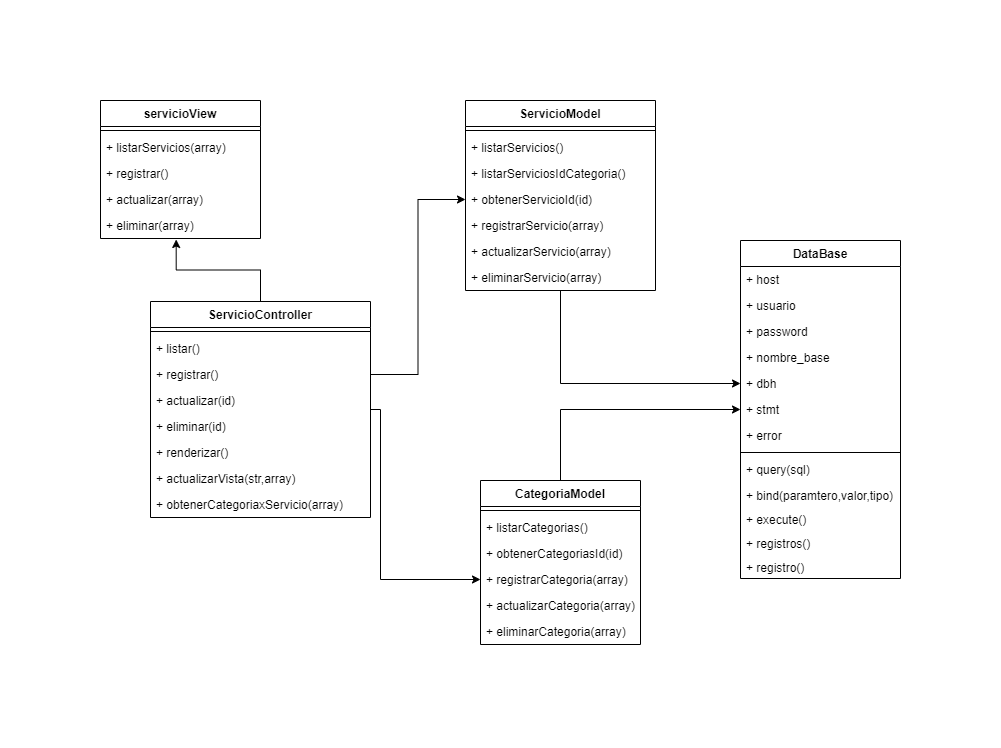 servicioView
+ listarServicios(array)
+ registrar()
+ actualizar(array)
+ eliminar(array)
ServicioModel
+ listarServicios()
+ listarServiciosIdCategoria()
+ obtenerServicioId(id)
+ registrarServicio(array)
+ actualizarServicio(array)
+ eliminarServicio(array)
DataBase
+ host
+ usuario
+ password
+ nombre_base
+ dbh
+ stmt
+ error
+ query(sql)
+ bind(paramtero,valor,tipo)
+ execute()
+ registros()
+ registro()
ServicioController
+ listar()
+ registrar()
+ actualizar(id)
+ eliminar(id)
+ renderizar()
+ actualizarVista(str,array)
+ obtenerCategoriaxServicio(array)
CategoriaModel
+ listarCategorias()
+ obtenerCategoriasId(id)
+ registrarCategoria(array)
+ actualizarCategoria(array)
+ eliminarCategoria(array)